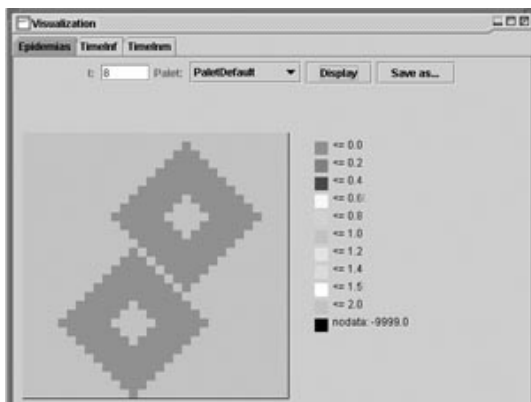 Visualization
Epidemias TimeInf TimeInm
t: 8 Palet: PaletDefault Display Save as...
<= 0.0
<= 0.2
<= 0.4
<= 0.6
<= 0.8
<= 1.0
<= 1.2
<= 1.4
<= 1.5
<= 2.0
nodata: -9999.0